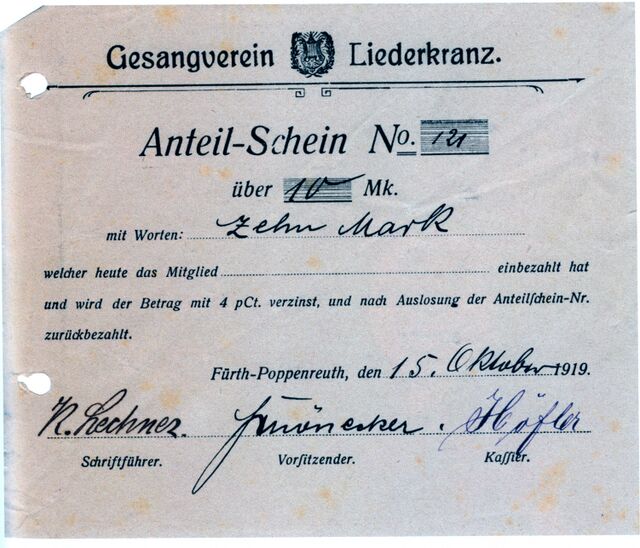 Gesangverein Liederkranz.
Anteil-Schein No. 121
über 10 Mk.
mit Worten: Zehn Mark
welcher heute das Mitglied einbezahlt hat
und wird der Betrag mit 4 pCt. verzinst, und nach Auslosung der Anteilschein-Nr.
zurückbezahlt.
Fürth-Poppenreuth, den 15. Oktober 1919.
K. Lechner. Höfler
Schriftführer. Vorsitzender. Kassier.